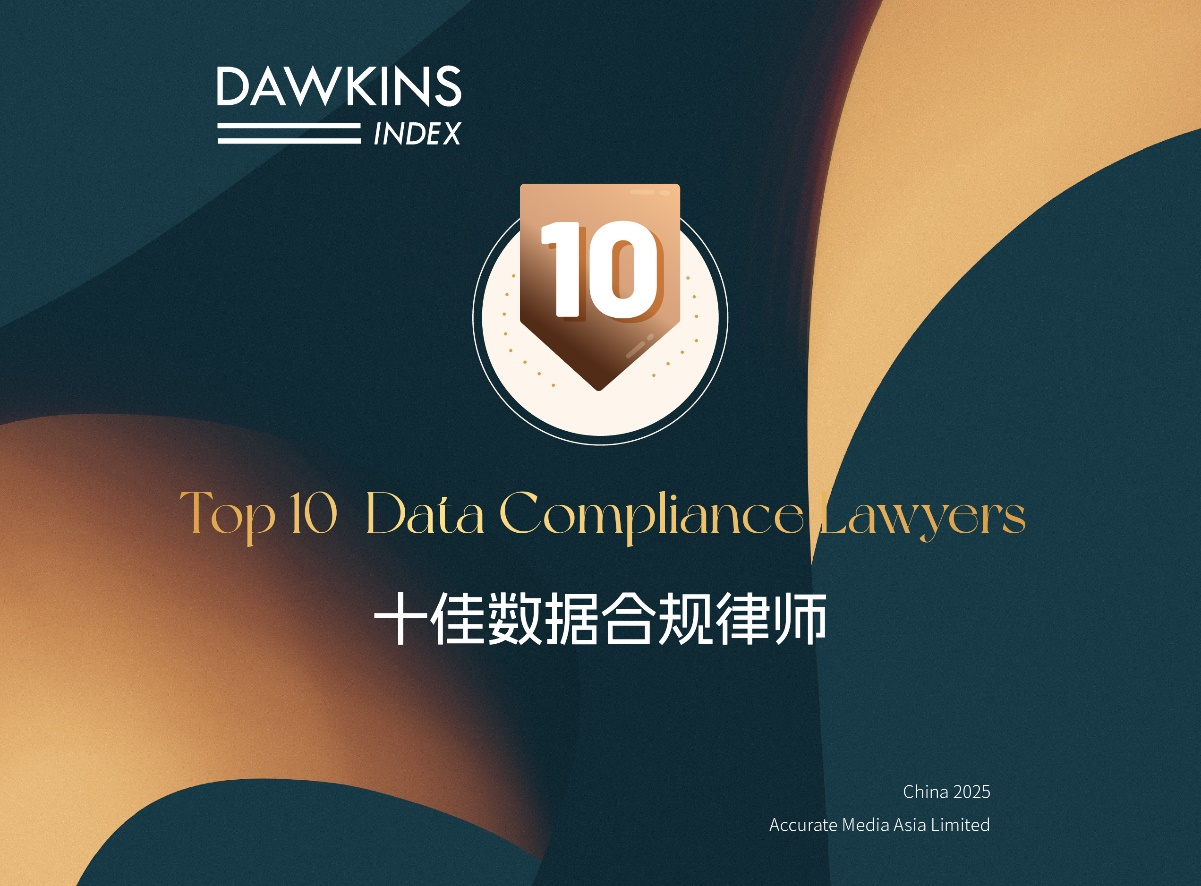 DAWKINS
INDEX
10
Top 10 Data Compliance Lawyers
十佳数据合规律师
China 2025
Accurate Media Asia Limited